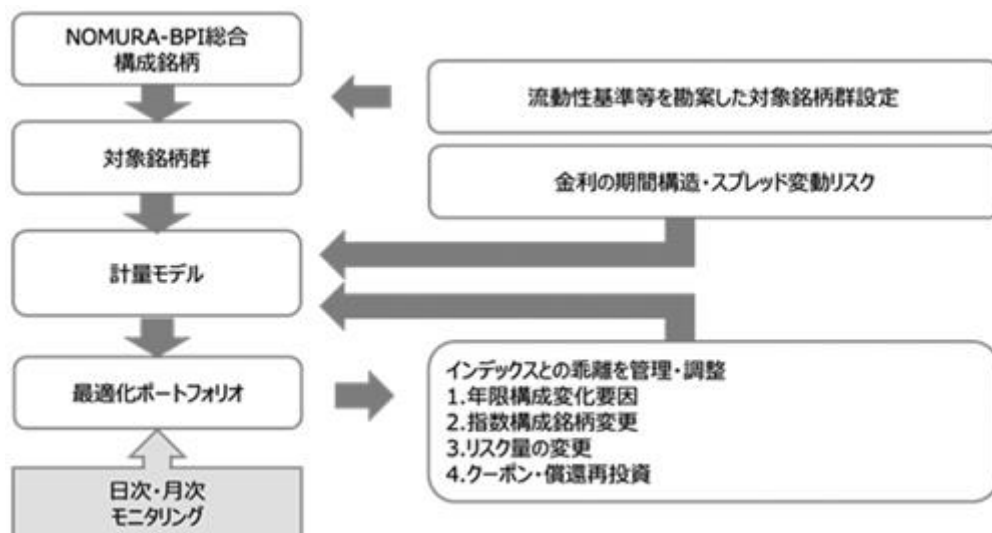 NOMURA-BPI総合
構成銘柄
流動性基準等を勘案した対象銘柄群設定
対象銘柄群
金利の期間構造・スプレッド変動リスク
計量モデル
最適化ポートフォリオ
インデックスとの乖離を管理・調整
1.年限構成変化要因
2.指数構成銘柄変更
3.リスク量の変更
4.クーポン・償還再投資
日次・月次
モニタリング